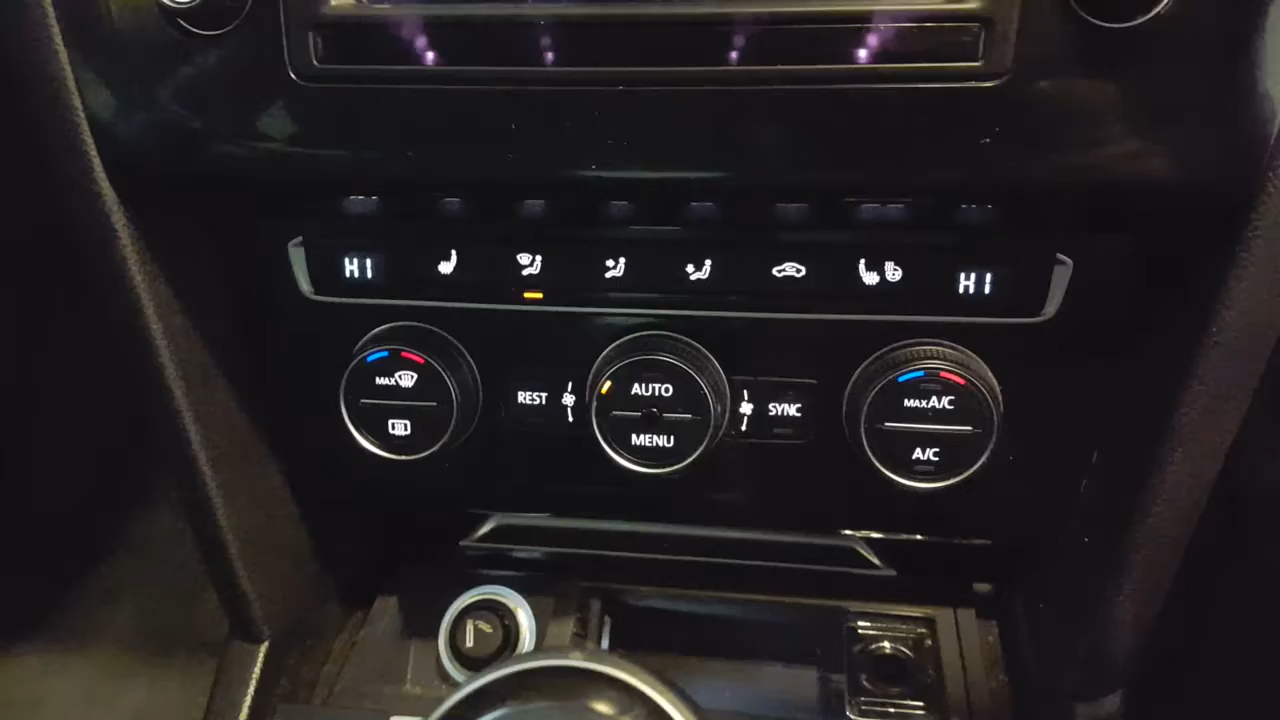 HI
HI
MAX
REST
AUTO
MENU
SYNC
MAX A/C
A/C